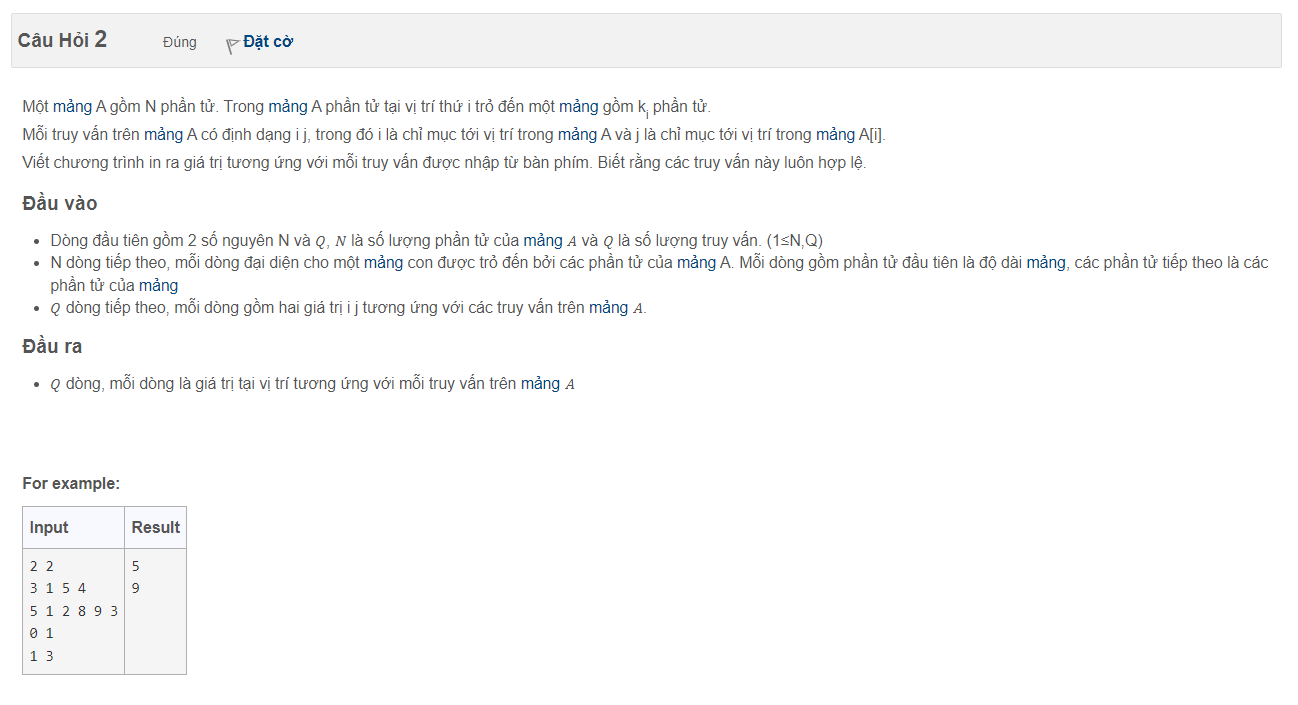 Câu Hỏi 2 Đúng Đặt cờ
Một mảng A gồm N phần tử. Trong mảng A phần tử tại vị trí thứ i trỏ đến một mảng gồm ki phần tử.
Mỗi truy vấn trên mảng A có định dạng i j, trong đó i là chỉ mục tới vị trí trong mảng A và j là chỉ mục tới vị trí trong mảng A[i].
Viết chương trình in ra giá trị tương ứng với mỗi truy vấn được nhập từ bàn phím. Biết rằng các truy vấn này luôn hợp lệ.
Đầu vào
• Dòng đầu tiên gồm 2 số nguyên N và Q, N là số lượng phần tử của mảng A và Q là số lượng truy vấn. (1≤N,Q)
• N dòng tiếp theo, mỗi dòng đại diện cho một mảng con được trỏ đến bởi các phần tử của mảng A. Mỗi dòng gồm phần tử đầu tiên là độ dài mảng, các phần tử tiếp theo là các
phần tử của mảng
• Q dòng tiếp theo, mỗi dòng gồm hai giá trị i j tương ứng với các truy vấn trên mảng A.
Đầu ra
• Q dòng, mỗi dòng là giá trị tại vị trí tương ứng với mỗi truy vấn trên mảng A
For example:
Input Result
2 2 5
3 1 5 4 9
5 1 2 8 9 3
0 1
1 3